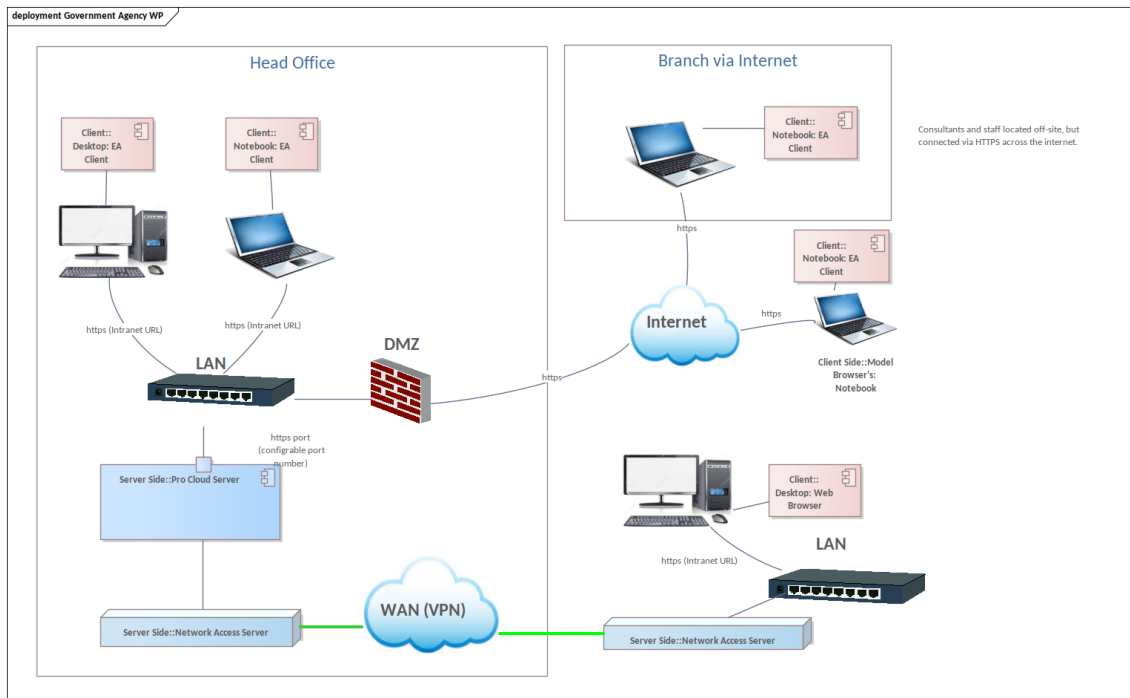 deployment Government Agency WP
Head Office
Branch via Internet
Client::
Desktop: EA
Client
Client::
Notebook: EA
Client
Client::
Notebook: EA
Client
Consultants and staff located off-site, but
connected via HTTPS across the internet.
https
Client::
Notebook: EA
Client
https (Intranet URL)
https (Intranet URL)
Internet
https
DMZ
LAN
Client Side::Model
Browser's:
Notebook
https
https port
(configrable port
number)
Server Side::Pro Cloud Server
Client::
Desktop: Web
Browser
LAN
https (Intranet URL)
WAN (VPN)
Server Side::Network Access Server
Server Side::Network Access Server